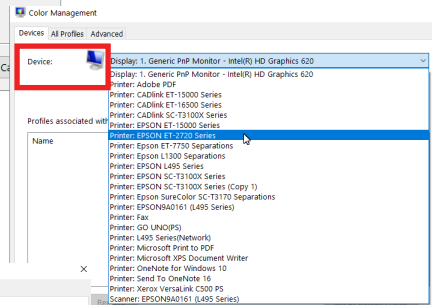 Color Management
Devices All Profiles Advanced
Device:
Display: 1. Generic PnP Monitor - Intel(R) HD Graphics 620
Display: 1. Generic PnP Monitor - Intel(R) HD Graphics 620
Printer: Adobe PDF
Printer: CADlink ET-15000 Series
Printer: CADlink ET-16500 Series
Printer: CADlink SC-T3100X Series
Printer: EPSON ET-15000 Series
Printer: EPSON ET-2720 Series
Printer: Epson ET-7750 Separations
Printer: Epson L1300 Separations
Printer: EPSON L495 Series
Printer: EPSON SC-T3100X Series
Printer: EPSON SC-T3100X Series (Copy 1)
Printer: Epson SureColor SC-T3170 Separations
Printer: EPSON9A0161 (L495 Series)
Printer: Fax
Printer: GO UNO(PS)
Printer: L495 Series(Network)
Printer: Microsoft Print to PDF
Printer: Microsoft XPS Document Writer
Printer: OneNote for Windows 10
Printer: Send To OneNote 16
Printer: Xerox VersaLink C500 PS
Scanner: EPSON9A0161 (L495 Series)
Profiles associated with
Name
Ca